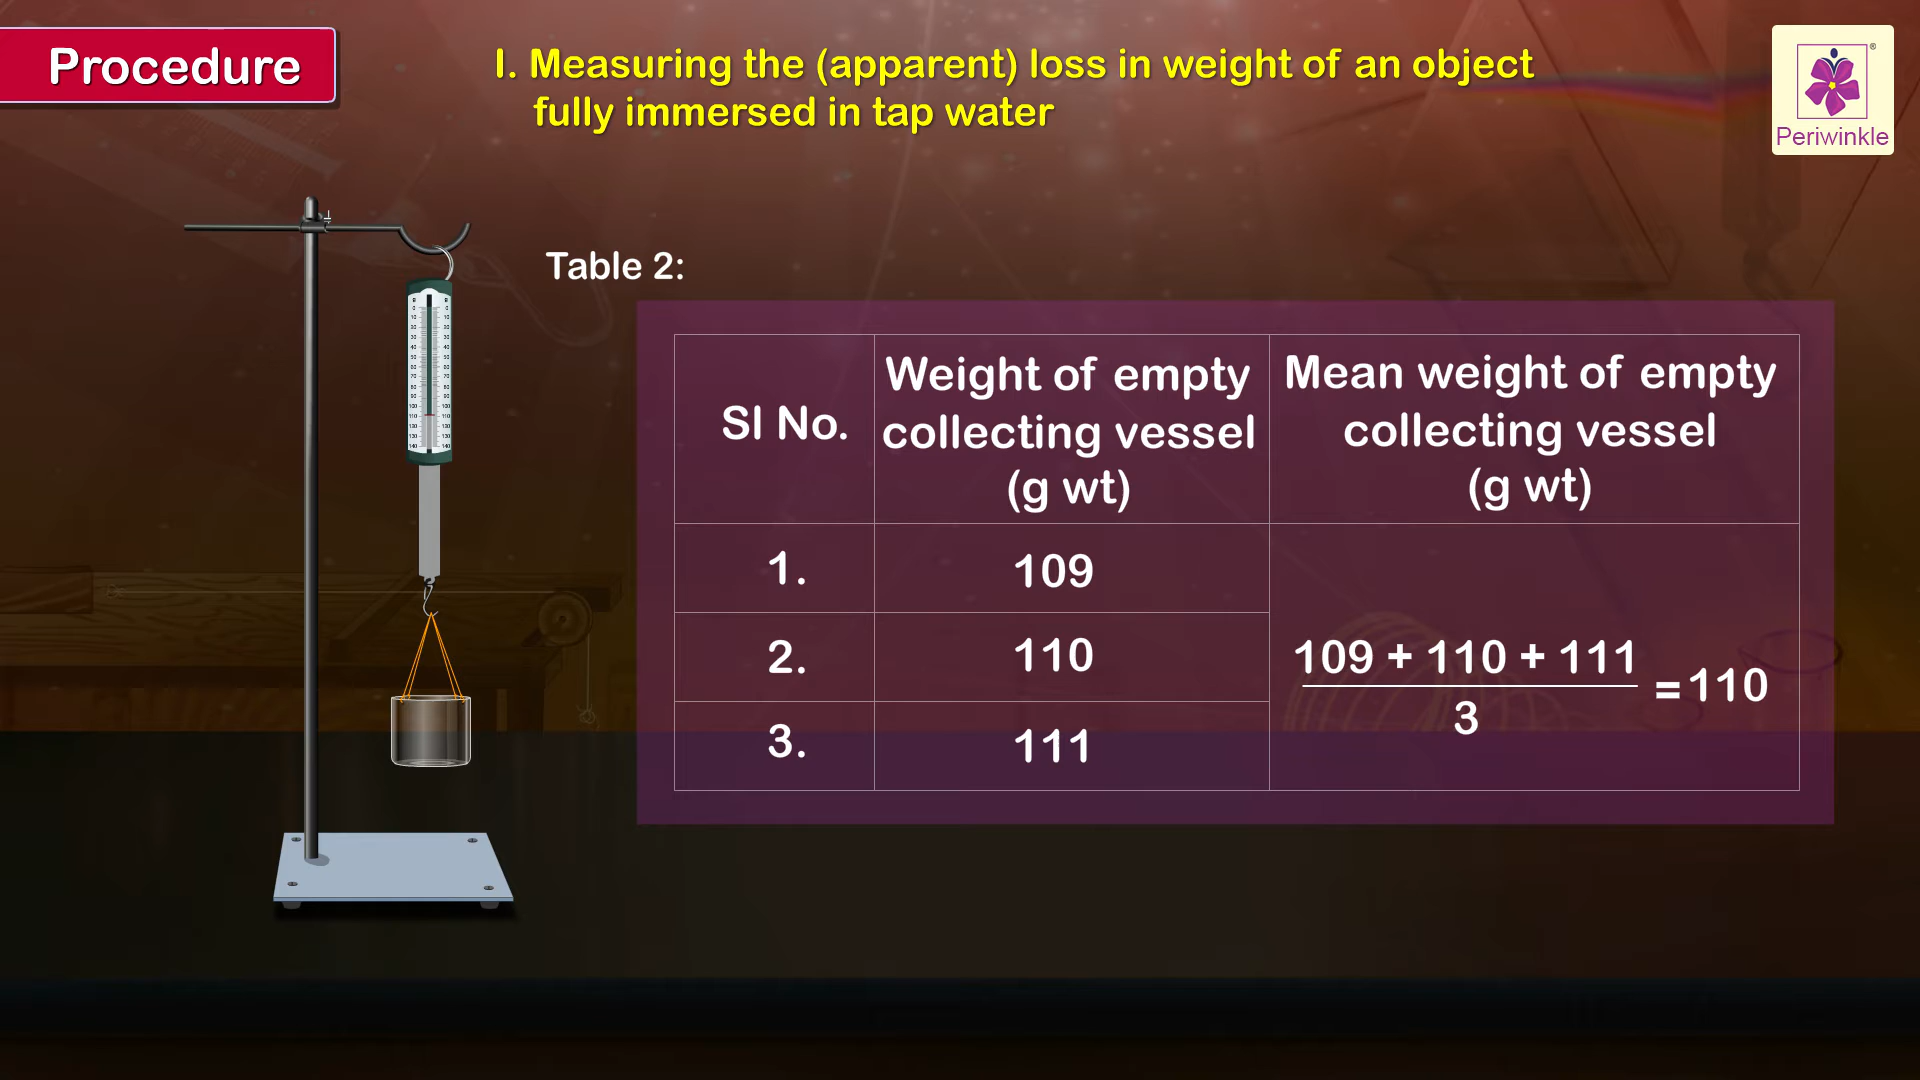 Procedure
I. Measuring the (apparent) loss in weight of an object
fully immersed in tap water
®
Periwinkle
Table 2:
Sl No.
Weight of empty
collecting vessel
(g wt)
Mean weight of empty
collecting vessel
(g wt)
1.
109
2.
110
3.
111
109 + 110 + 111
3
= 110